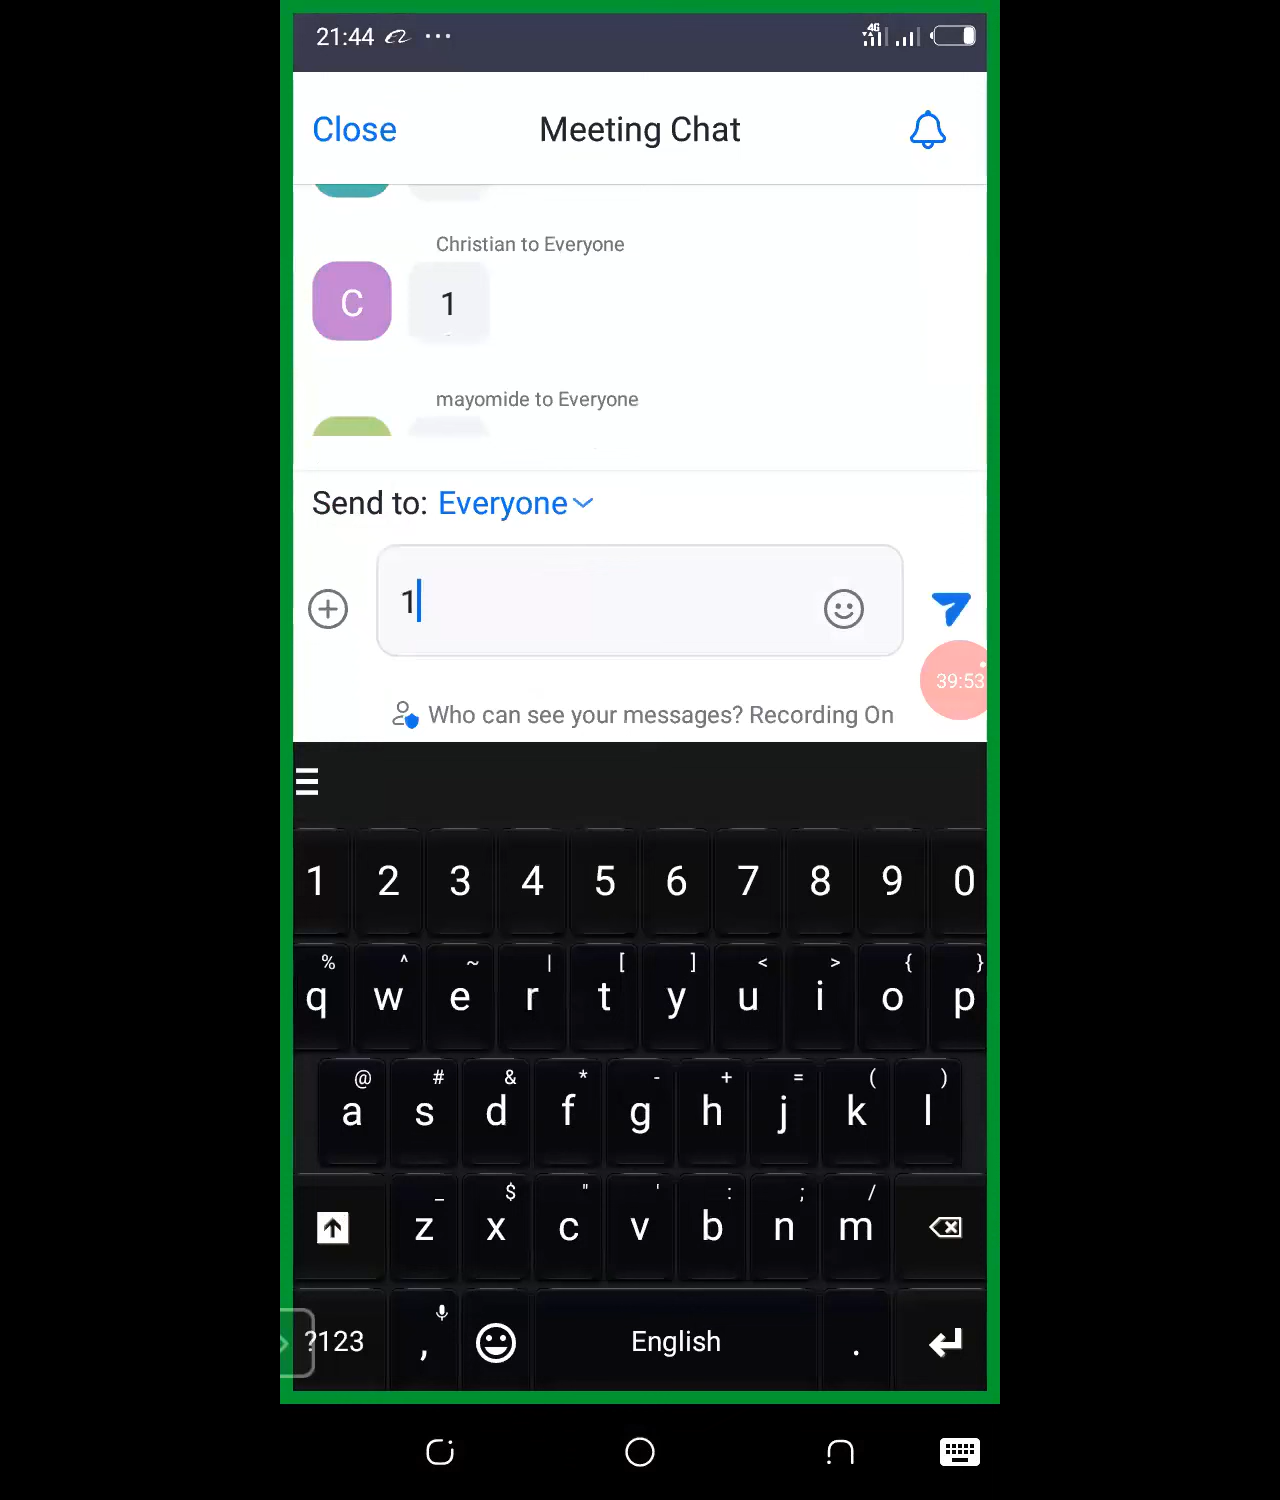 21:44
4G
Close Meeting Chat
Christian to Everyone
C 1
mayomide to Everyone
Send to: Everyone
1
39:53
Who can see your messages? Recording On
1 2 3 4 5 6 7 8 9 0
% ^ ~ | [ ] < > { }
q w e r t y u i o p
@ # & * - + = ( )
a s d f g h j k l
_ $ " ' : ; /
z x c v b n m
?123 , English .